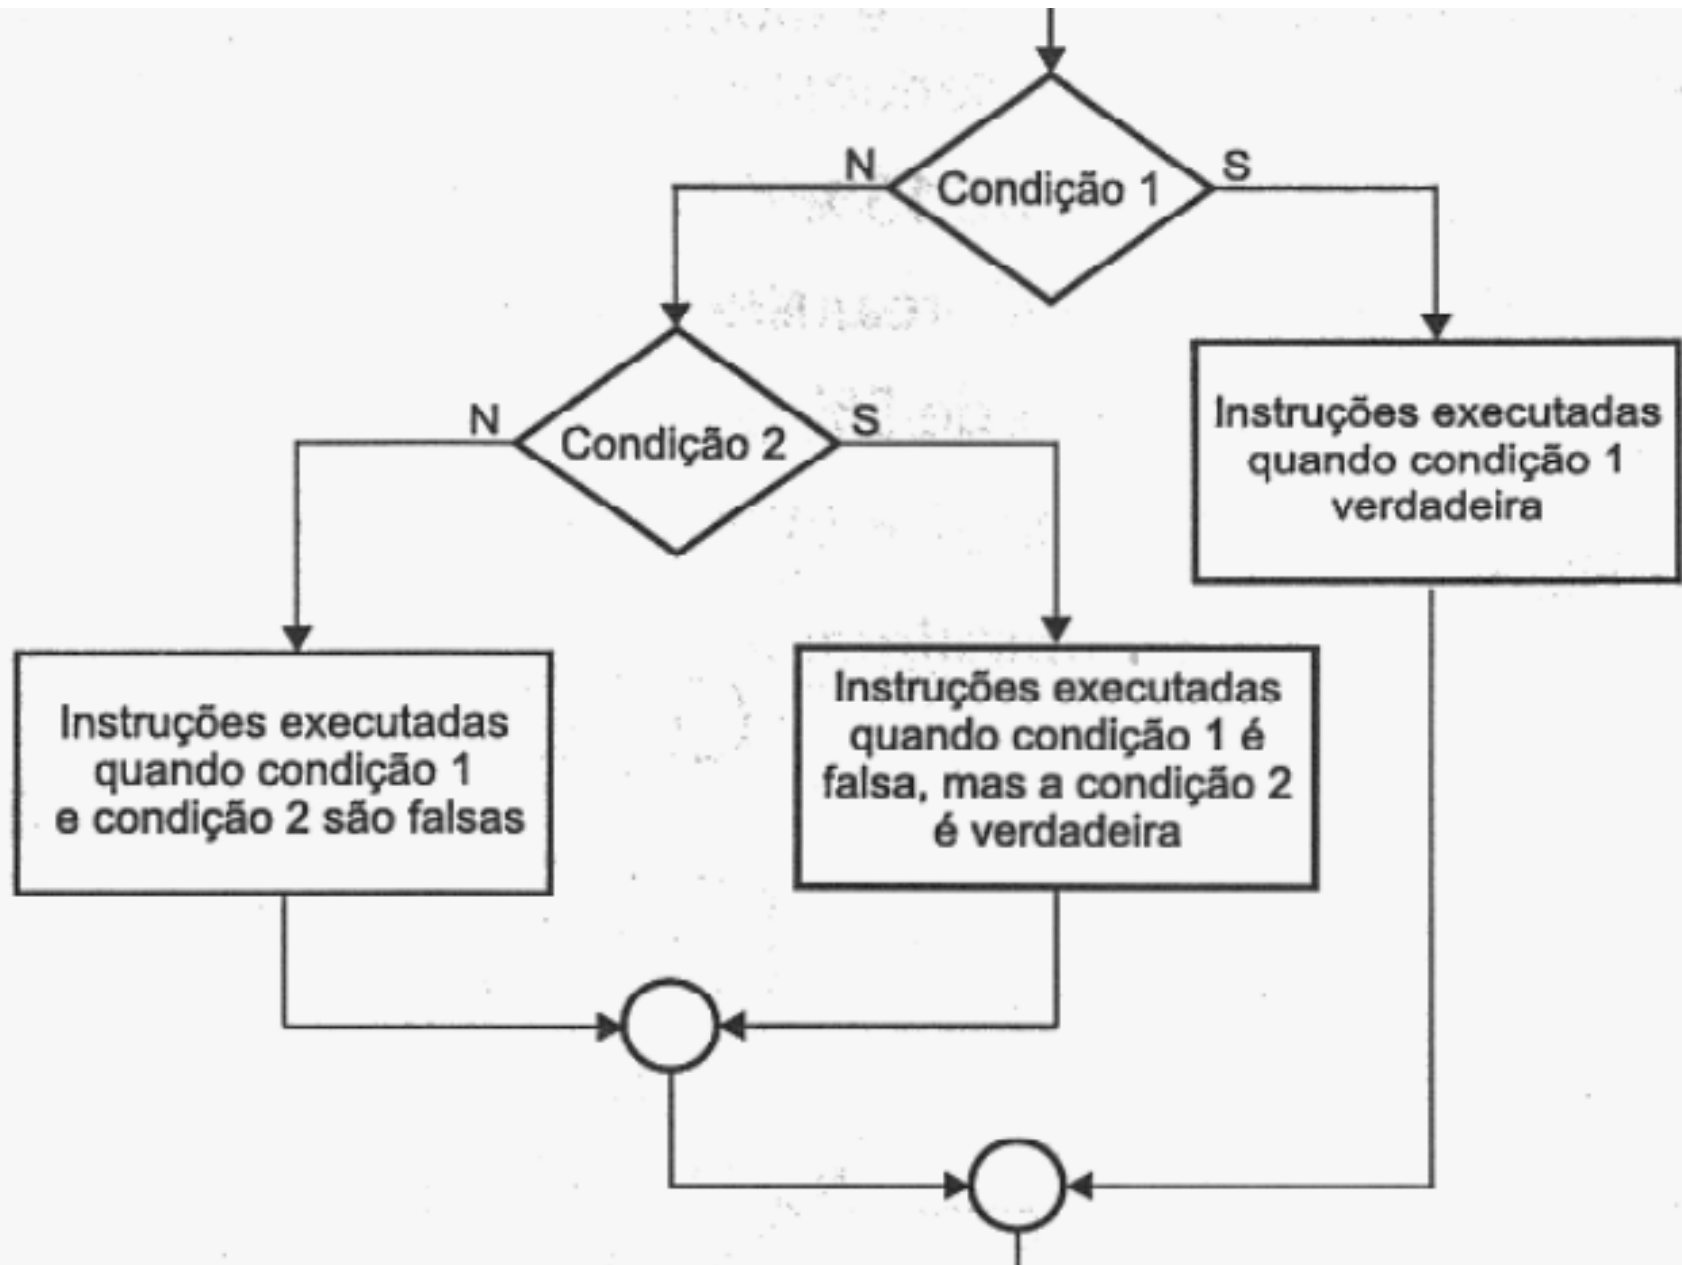 Condição 1
N
S
Condição 2
N
S
Instruções executadas
quando condição 1
verdadeira
Instruções executadas
quando condição 1
e condição 2 são falsas
Instruções executadas
quando condição 1 é
falsa, mas a condição 2
é verdadeira